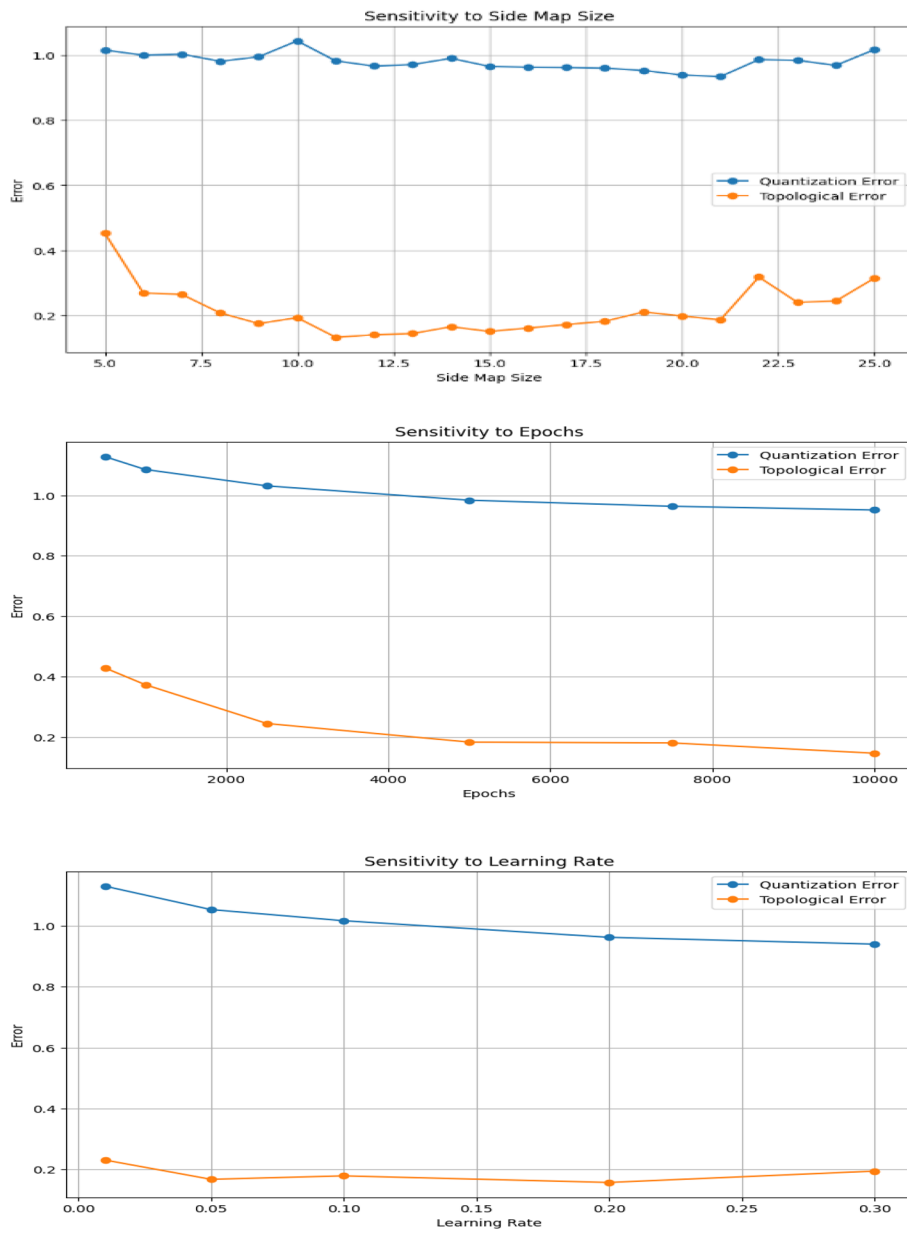 Sensitivity to Side Map Size
1.0
0.8
0.6
0.4
0.2
Error
Quantization Error
Topological Error
5.0 7.5 10.0 12.5 15.0 17.5 20.0 22.5 25.0
Side Map Size
Sensitivity to Epochs
1.0
0.8
0.6
0.4
0.2
Error
Quantization Error
Topological Error
2000 4000 6000 8000 10000
Epochs
Sensitivity to Learning Rate
1.0
0.8
0.6
0.4
0.2
Error
Quantization Error
Topological Error
0.00 0.05 0.10 0.15 0.20 0.25 0.30
Learning Rate